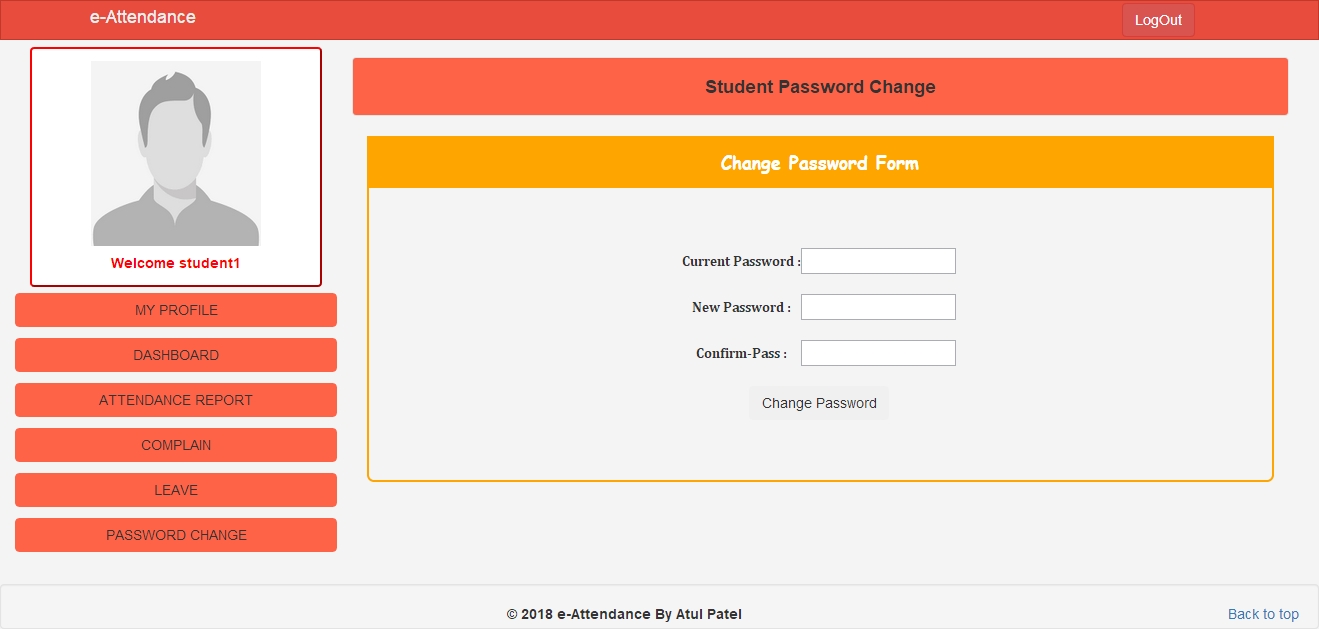 e-Attendance
LogOut
Welcome student1
MY PROFILE
DASHBOARD
ATTENDANCE REPORT
COMPLAIN
LEAVE
PASSWORD CHANGE
Student Password Change
Change Password Form
Current Password :
New Password :
Confirm-Pass :
Change Password
© 2018 e-Attendance By Atul Patel
Back to top